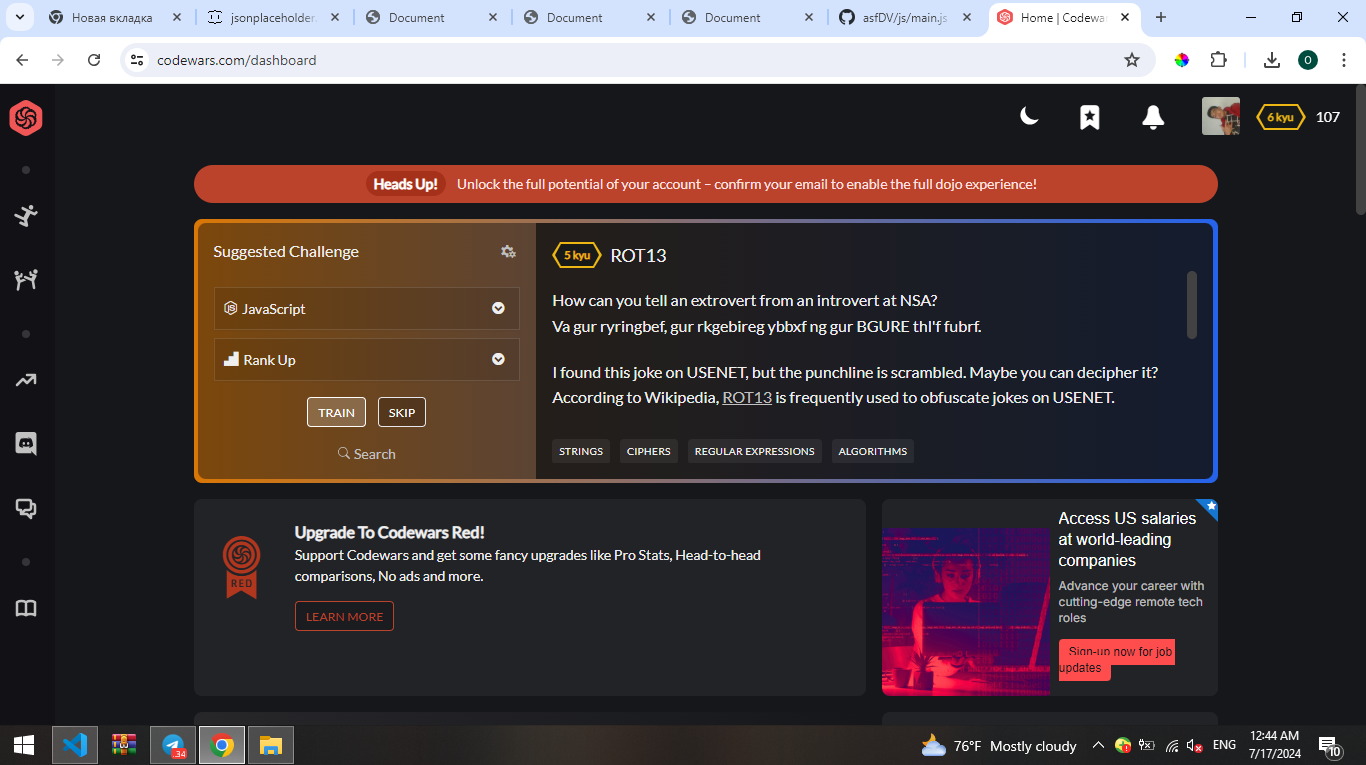 Новая вкладка
jsonplaceholder.
Document
Document
Document
asfDV/js/main.js
Home | Codewar
codewars.com/dashboard
O
6 kyu
107
Heads Up!
Unlock the full potential of your account – confirm your email to enable the full dojo experience!
Suggested Challenge
JavaScript
Rank Up
TRAIN
SKIP
Search
5 kyu
ROT13
How can you tell an extrovert from an introvert at NSA?
Va gur ryringbef, gur rkgebireg ybbxf ng gur BGURE thl'f fubrf.
I found this joke on USENET, but the punchline is scrambled. Maybe you can decipher it?
According to Wikipedia, ROT13 is frequently used to obfuscate jokes on USENET.
STRINGS
CIPHERS
REGULAR EXPRESSIONS
ALGORITHMS
RED
Upgrade To Codewars Red!
Support Codewars and get some fancy upgrades like Pro Stats, Head-to-head
comparisons, No ads and more.
LEARN MORE
Access US salaries
at world-leading
companies
Advance your career with
cutting-edge remote tech
roles
Sign-up now for job
updates
34
76°F Mostly cloudy
ENG
12:44 AM
7/17/2024
10